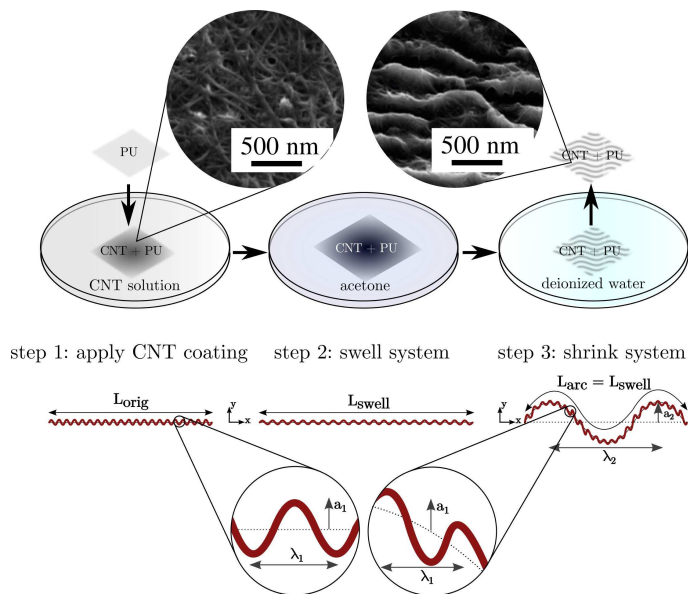 500 nm
500 nm
PU
CNT + PU
CNT + PU
CNT + PU
CNT + PU
CNT solution
acetone
deionized water
step 1: apply CNT coating
step 2: swell system
step 3: shrink system
Lorig
y
x
Lswell
y
x
Larc = Lswell
a₂
λ₂
a₁
λ₁
a₁
λ₁